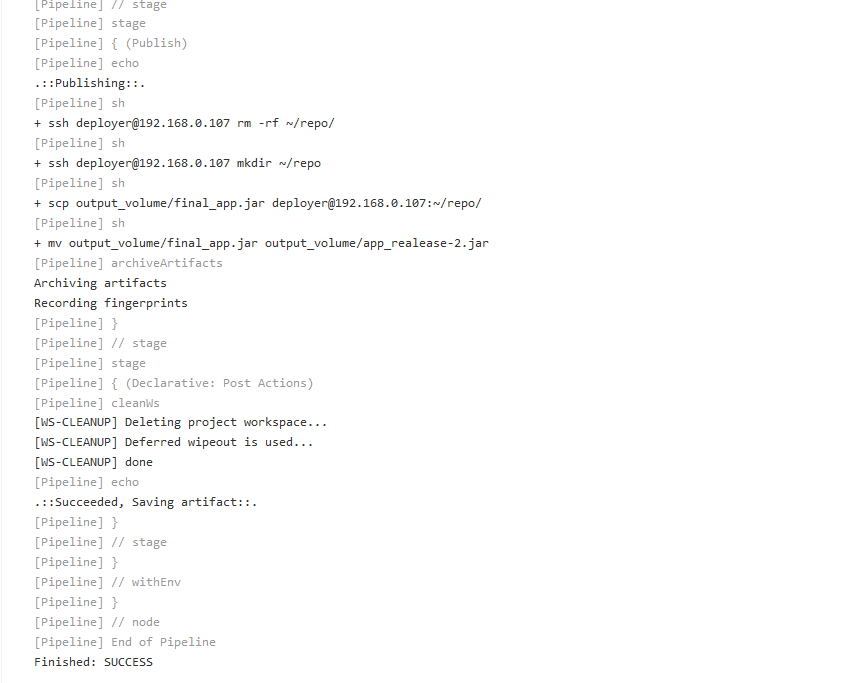 [Pipeline] // stage
[Pipeline] stage
[Pipeline] { (Publish)
[Pipeline] echo
.::Publishing::.
[Pipeline] sh
+ ssh deployer@192.168.0.107 rm -rf ~/repo/
[Pipeline] sh
+ ssh deployer@192.168.0.107 mkdir ~/repo
[Pipeline] sh
+ scp output_volume/final_app.jar deployer@192.168.0.107:~/repo/
[Pipeline] sh
+ mv output_volume/final_app.jar output_volume/app_realease-2.jar
[Pipeline] archiveArtifacts
Archiving artifacts
Recording fingerprints
[Pipeline] }
[Pipeline] // stage
[Pipeline] stage
[Pipeline] { (Declarative: Post Actions)
[Pipeline] cleanWs
[WS-CLEANUP] Deleting project workspace...
[WS-CLEANUP] Deferred wipeout is used...
[WS-CLEANUP] done
[Pipeline] echo
.::Succeeded, Saving artifact::.
[Pipeline] }
[Pipeline] // stage
[Pipeline] }
[Pipeline] // withEnv
[Pipeline] }
[Pipeline] // node
[Pipeline] End of Pipeline
Finished: SUCCESS